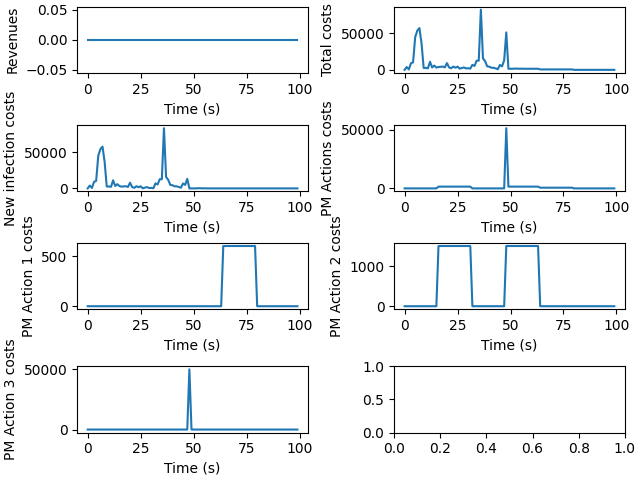 Revenues
0.05
0.00
−0.05
0 25 50 75 100
Time (s)
Total costs
50000
0
0 25 50 75 100
Time (s)
New infection costs
50000
0
0 25 50 75 100
Time (s)
PM Actions costs
50000
0
0 25 50 75 100
Time (s)
PM Action 1 costs
500
0
0 25 50 75 100
Time (s)
PM Action 2 costs
1000
0
0 25 50 75 100
Time (s)
PM Action 3 costs
50000
0
0 25 50 75 100
Time (s)
1.0
0.5
0.0
0.0 0.2 0.4 0.6 0.8 1.0